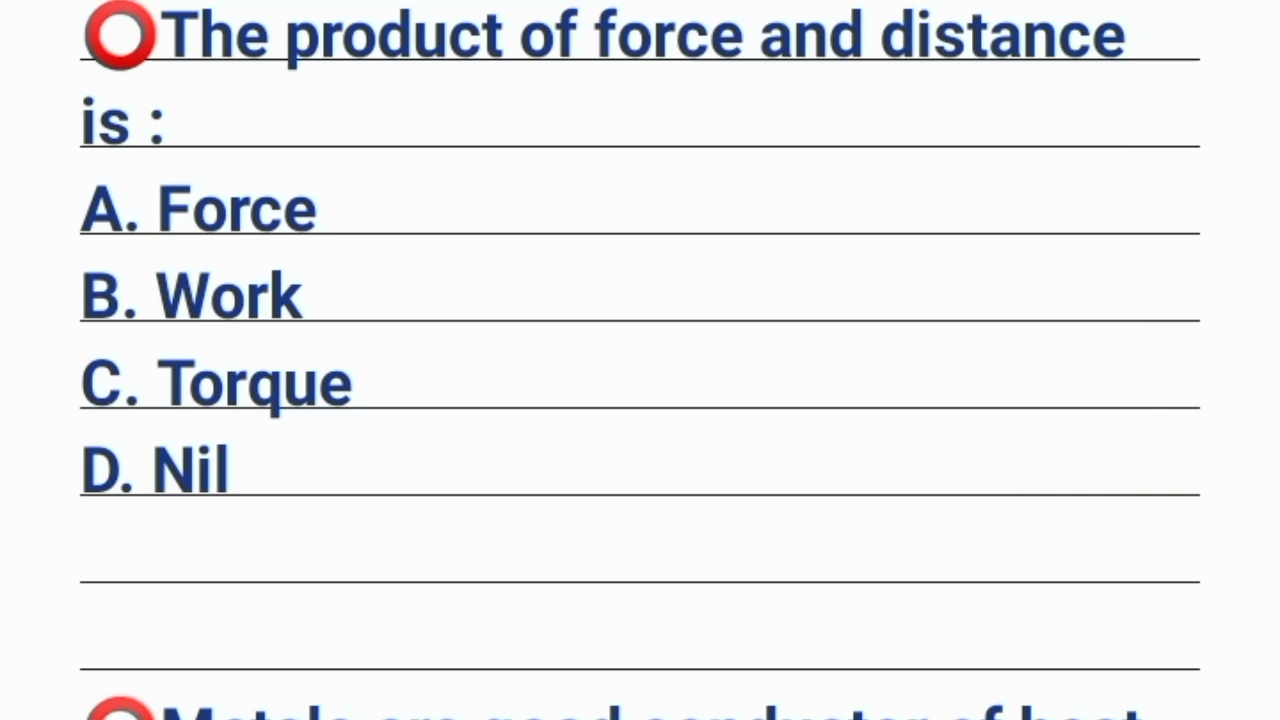 ⭕The product of force and distance
is :
A. Force
B. Work
C. Torque
D. Nil
⭕Metals are good conductor of heat